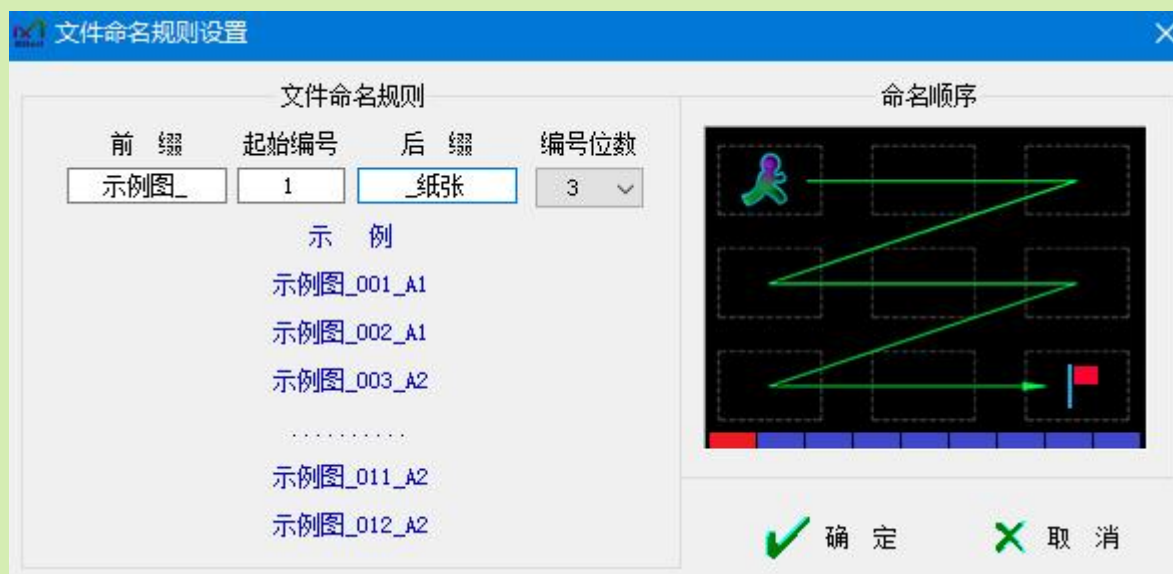 文件命名规则设置
文件命名规则
前 缀 起始编号 后 缀 编号位数
示例图_ 1 _纸张 3
示 例
示例图_001_A1
示例图_002_A1
示例图_003_A2
..........
示例图_011_A2
示例图_012_A2
命名顺序
确 定 取 消